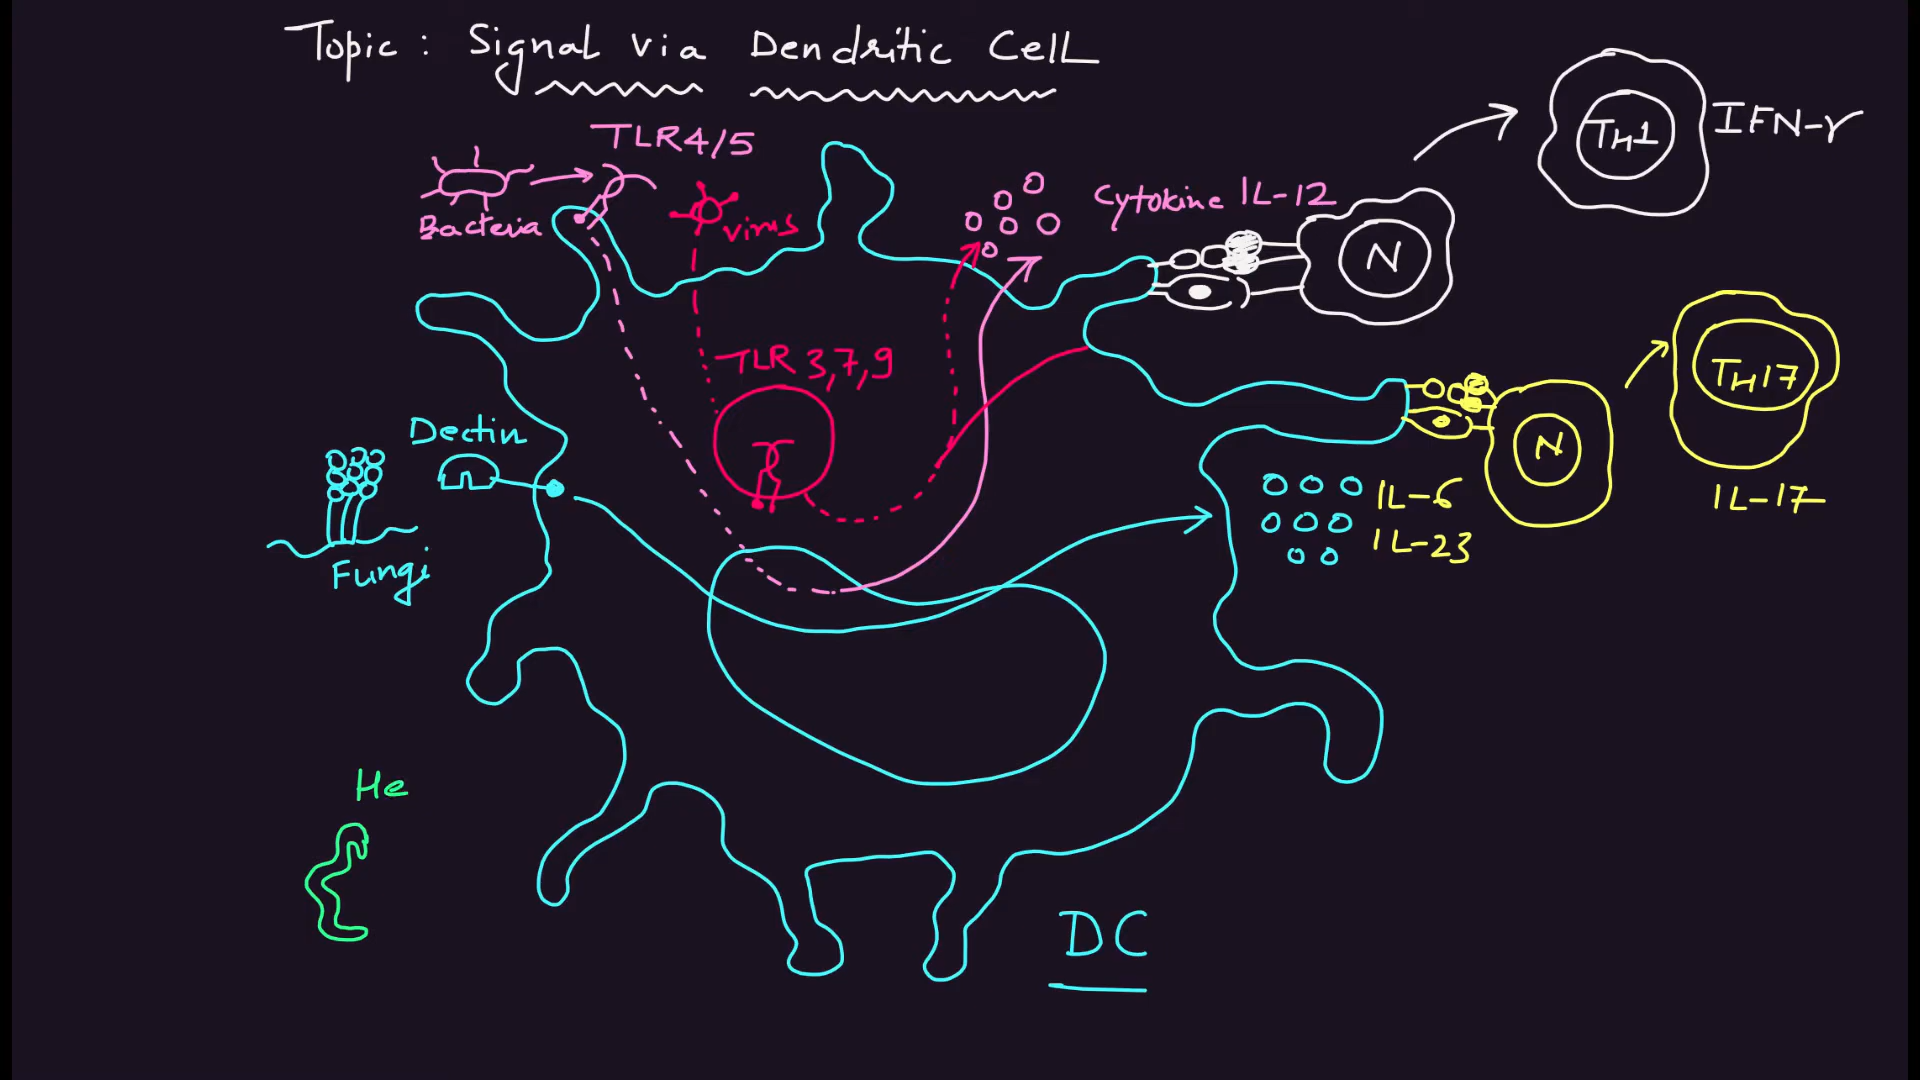 Topic : Signal via Dendritic Cell
TLR4/5
IFN-γ
TH1
Bacteria
virus
Cytokine IL-12
N
TLR 3,7,9
TH17
Dectin
N
IL-6
IL-17
IL-23
Fungi
He
DC